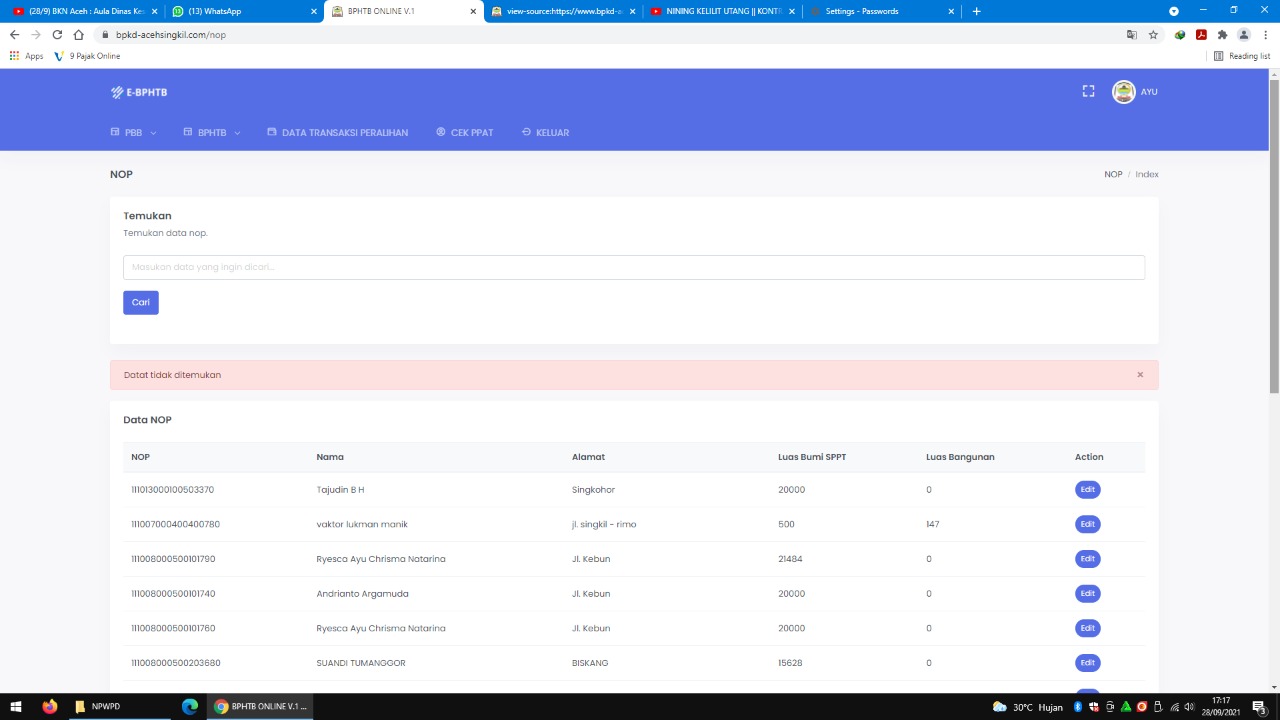 (28/9) BKN Aceh : Aula Dinas Kes
(13) WhatsApp
BPHTB ONLINE V.1
view-source:https://www.bpkd-a
NINING KELILIT UTANG || KONT
Settings - Passwords
bpkd-acehsingkil.com/nop
Apps
9 Pajak Online
Reading list
E-BPHTB
AYU
PBB
BPHTB
DATA TRANSAKSI PERALIHAN
CEK PPAT
KELUAR
NOP
NOP / Index
Temukan
Temukan data nop.
Masukan data yang ingin dicari...
Cari
Datat tidak ditemukan ×
Data NOP
NOP Nama Alamat Luas Bumi SPPT Luas Bangunan Action
111013000100503370 Tajudin B H Singkohor 20000 0 Edit
111007000400400780 vaktor lukman manik jl. singkil - rimo 500 147 Edit
111008000500101790 Ryesca Ayu Chrisma Natarina Jl. Kebun 21484 0 Edit
111008000500101740 Andrianto Argamuda Jl. Kebun 20000 0 Edit
111008000500101760 Ryesca Ayu Chrisma Natarina Jl. Kebun 20000 0 Edit
111008000500203680 SUANDI TUMANGGOR BISKANG 15628 0 Edit
NPWPD
BPHTB ONLINE V.1 ...
30°C Hujan
17:17
28/09/2021
3